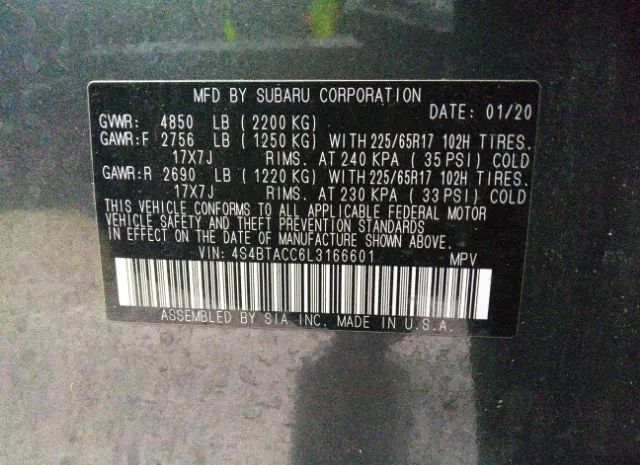 MFD BY SUBARU CORPORATION
DATE: 01/20
GVWR: 4850 LB (2200 KG)
GAWR:F 2756 LB (1250 KG) WITH 225/65R17 102H TIRES.
17X7J RIMS. AT 240 KPA (35 PSI) COLD
GAWR:R 2690 LB (1220 KG) WITH 225/65R17 102H TIRES.
17X7J RIMS. AT 230 KPA (33 PSI) COLD
THIS VEHICLE CONFORMS TO ALL APPLICABLE FEDERAL MOTOR
VEHICLE SAFETY AND THEFT PREVENTION STANDARDS
IN EFFECT ON THE DATE OF MANUFACTURE SHOWN ABOVE.
VIN: 4S4BTACC6L3166601 MPV
ASSEMBLED BY SIA INC. MADE IN U.S.A.